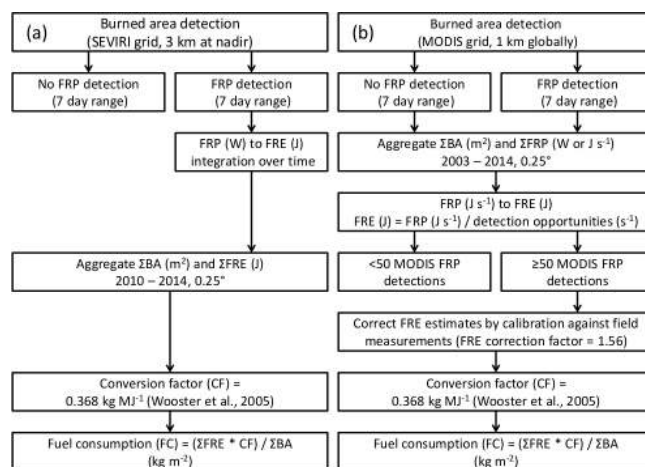 (a)
Burned area detection
(SEVIRI grid, 3 km at nadir)
No FRP detection
(7 day range)
FRP detection
(7 day range)
FRP (W) to FRE (J)
integration over time
Aggregate ΣBA (m²) and ΣFRE (J)
2010 – 2014, 0.25°
Conversion factor (CF) =
0.368 kg MJ⁻¹ (Wooster et al., 2005)
Fuel consumption (FC) = (ΣFRE * CF) / ΣBA
(kg m⁻²)
(b)
Burned area detection
(MODIS grid, 1 km globally)
No FRP detection
(7 day range)
FRP detection
(7 day range)
Aggregate ΣBA (m²) and ΣFRP (W or J s⁻¹)
2003 – 2014, 0.25°
FRP (J s⁻¹) to FRE (J)
FRE (J) = FRP (J s⁻¹) / detection opportunities (s⁻¹)
<50 MODIS FRP
detections
≥50 MODIS FRP
detections
Correct FRE estimates by calibration against field
measurements (FRE correction factor = 1.56)
Conversion factor (CF) =
0.368 kg MJ⁻¹ (Wooster et al., 2005)
Fuel consumption (FC) = (ΣFRE * CF) / ΣBA
(kg m⁻²)